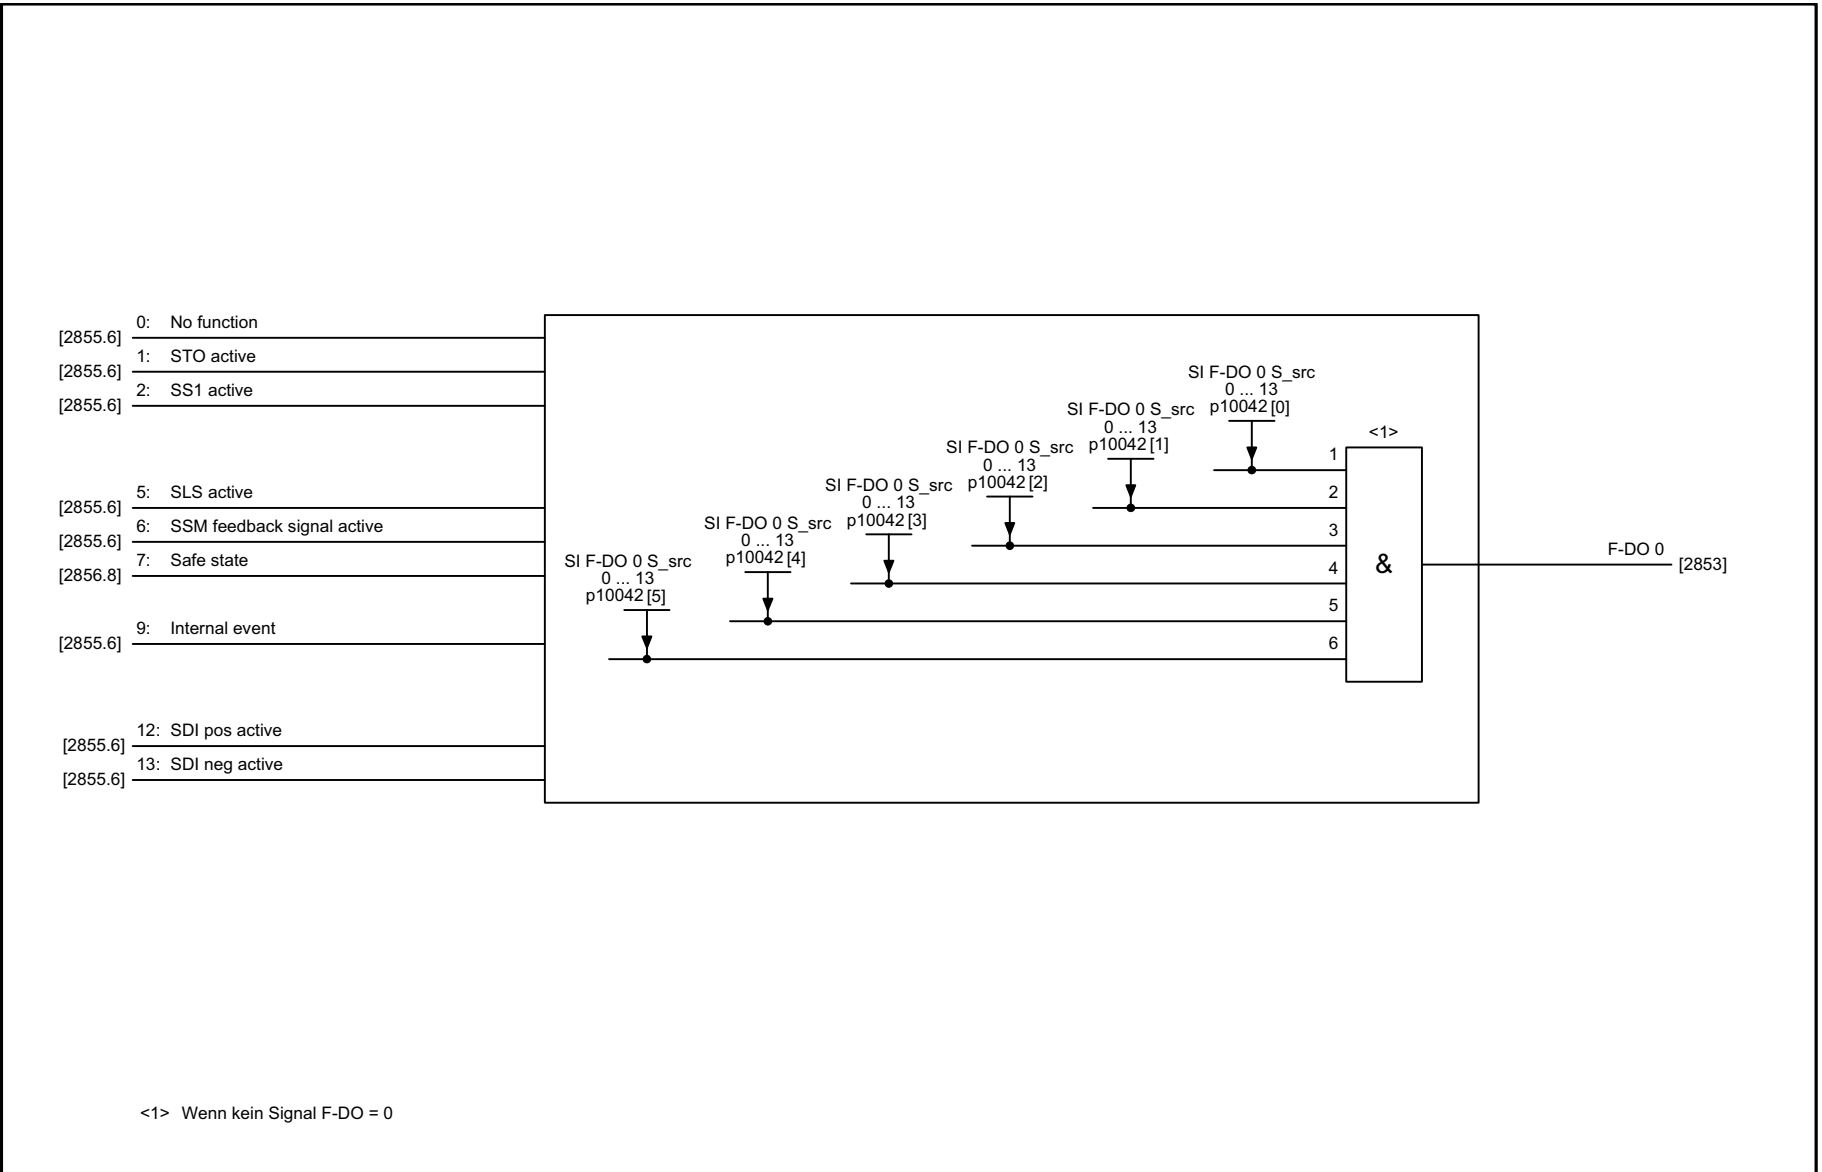 0: No function
[2855.6]
1: STO active
[2855.6]
2: SS1 active
[2855.6]
5: SLS active
[2855.6]
6: SSM feedback signal active
[2855.6]
7: Safe state
[2856.8]
9: Internal event
[2855.6]
12: SDI pos active
[2855.6]
13: SDI neg active
[2855.6]
SI F-DO 0 S_src
0 ... 13
p10042 [5]
SI F-DO 0 S_src
0 ... 13
p10042 [4]
SI F-DO 0 S_src
0 ... 13
p10042 [3]
SI F-DO 0 S_src
0 ... 13
p10042 [2]
SI F-DO 0 S_src
0 ... 13
p10042 [1]
SI F-DO 0 S_src
0 ... 13
p10042 [0]
<1>
1
2
3
4
5
6
&
F-DO 0
[2853]
<1> Wenn kein Signal F-DO = 0